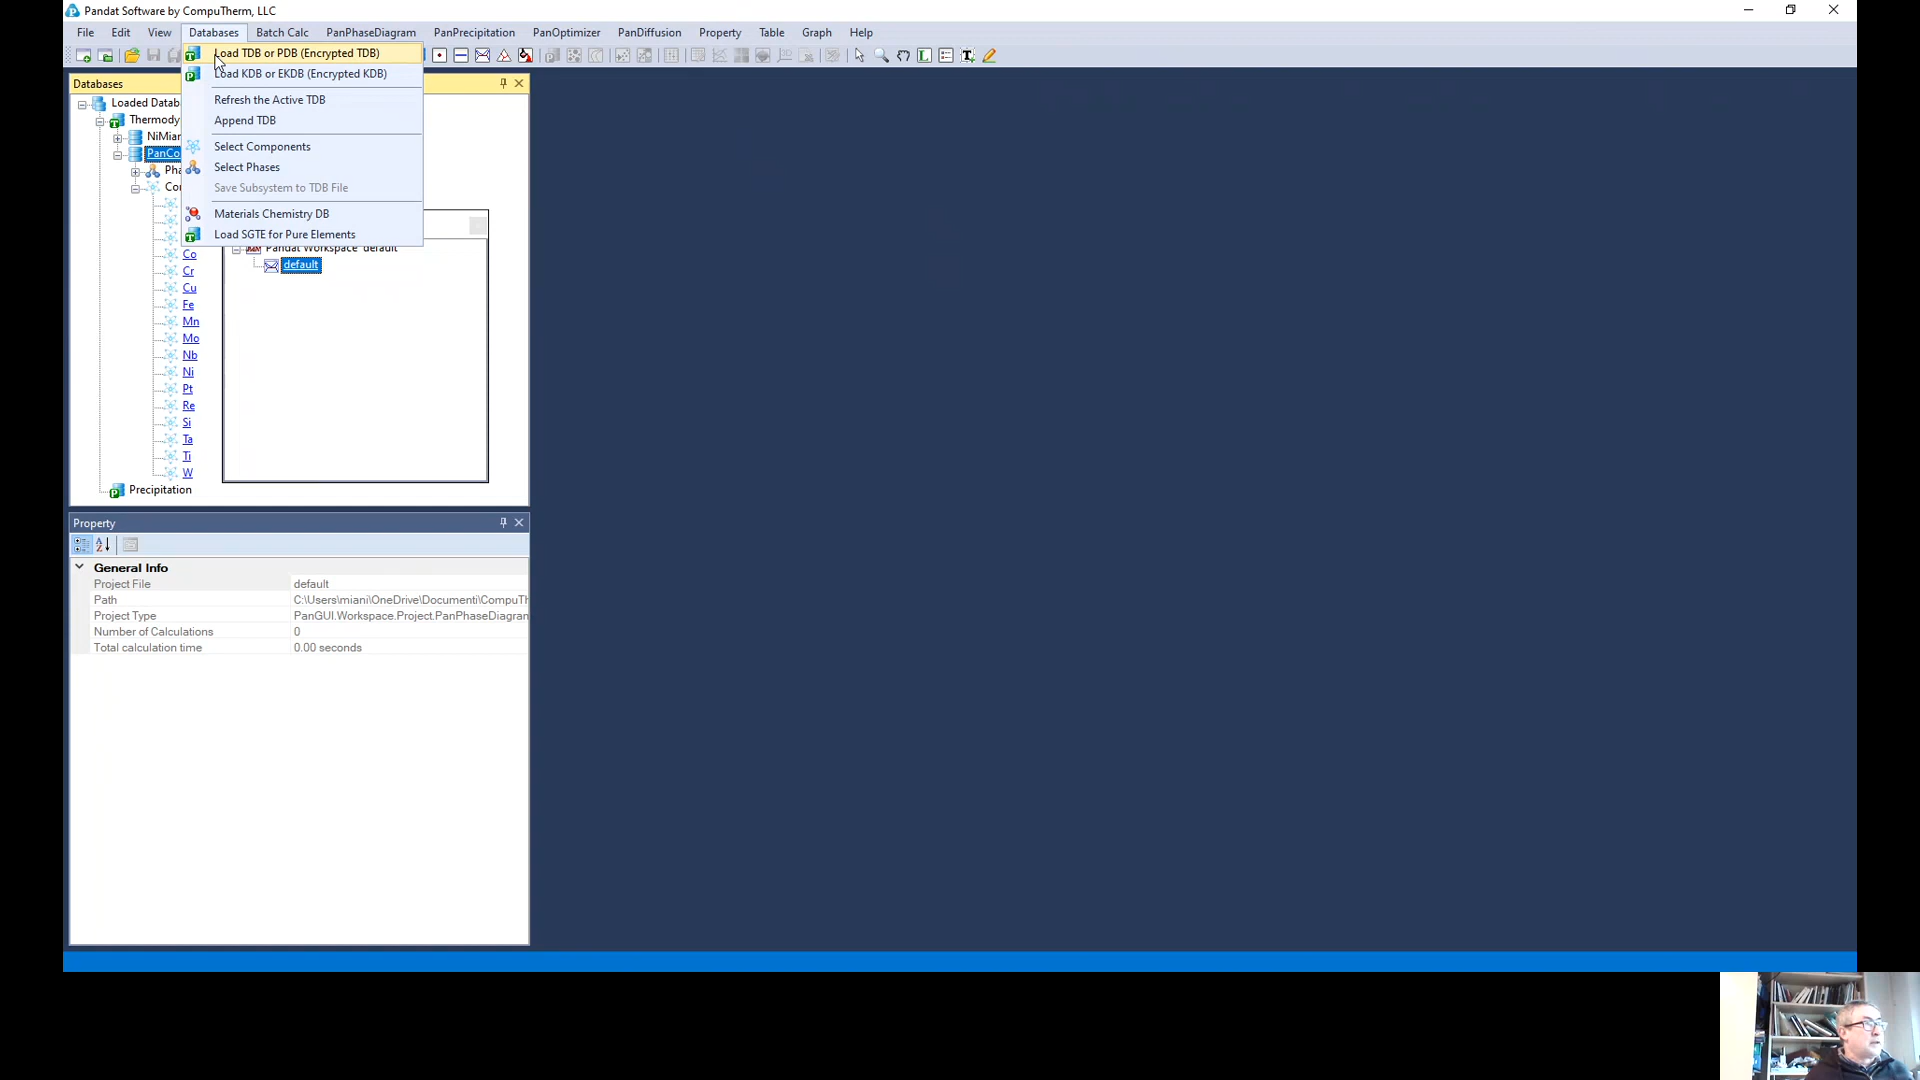 Pandat Software by CompuTherm, LLC
File Edit View Databases Batch Calc PanPhaseDiagram PanPrecipitation PanOptimizer PanDiffusion Property Table Graph Help
Load TDB or PDB (Encrypted TDB)
Load KDB or EKDB (Encrypted KDB)
Refresh the Active TDB
Append TDB
Select Components
Select Phases
Save Subsystem to TDB File
Materials Chemistry DB
Load SGTE for Pure Elements
Databases
Loaded Datab
Thermody
NiMiar
PanCo
Pha
Co
Co
Cr
Cu
Fe
Mn
Mo
Nb
Ni
Pt
Re
Si
Ta
Ti
W
Precipitation
Pandat Workspace 'default'
default
Property
General Info
Project File default
Path C:\Users\miani\OneDrive\Documenti\CompuTh
Project Type PanGUI.Workspace.Project.PanPhaseDiagran
Number of Calculations 0
Total calculation time 0.00 seconds